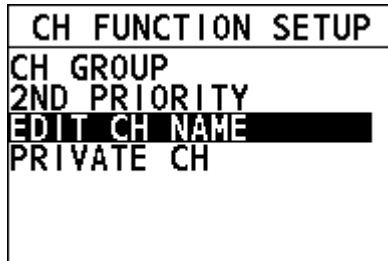 CH FUNCTION SETUP
CH GROUP
2ND PRIORITY
EDIT CH NAME
PRIVATE CH